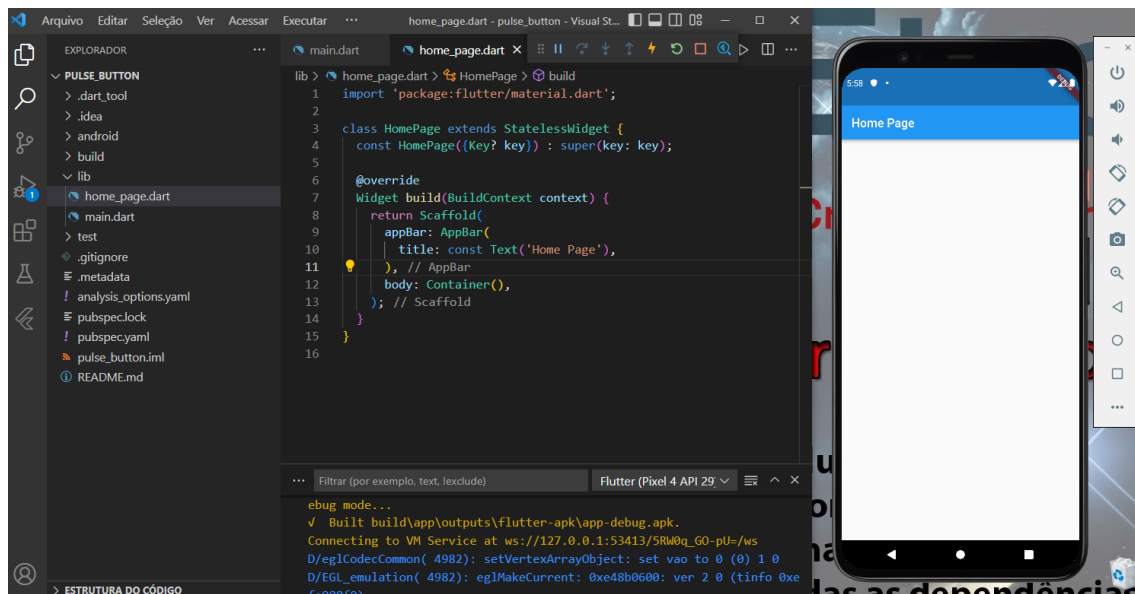 Arquivo Editar Seleção Ver Acessar Executar ··· home_page.dart - pulse_button - Visual St...
EXPLORADOR ···
PULSE_BUTTON
.dart_tool
.idea
android
build
lib
home_page.dart
main.dart
test
.gitignore
.metadata
! analysis_options.yaml
pubspec.lock
! pubspec.yaml
pulse_button.iml
README.md
ESTRUTURA DO CÓDIGO
1
main.dart home_page.dart
lib > home_page.dart > HomePage > build
1 import 'package:flutter/material.dart';
2
3 class HomePage extends StatelessWidget {
4 const HomePage({Key? key}) : super(key: key);
5
6 @override
7 Widget build(BuildContext context) {
8 return Scaffold(
9 appBar: AppBar(
10 title: const Text('Home Page'),
11 ), // AppBar
12 body: Container(),
13 ); // Scaffold
14 }
15 }
16
··· Filtrar (por exemplo, text, !exclude) Flutter (Pixel 4 API 29)
ebug mode...
√ Built build\app\outputs\flutter-apk\app-debug.apk.
Connecting to VM Service at ws://127.0.0.1:53413/5RW0q_GO-pU=/ws
D/eglCodecCommon( 4982): setVertexArrayObject: set vao to 0 (0) 1 0
D/EGL_emulation( 4982): eglMakeCurrent: 0xe48b0600: ver 2 0 (tinfo 0xe
5:58
DEBUG
Home Page
das as dependências